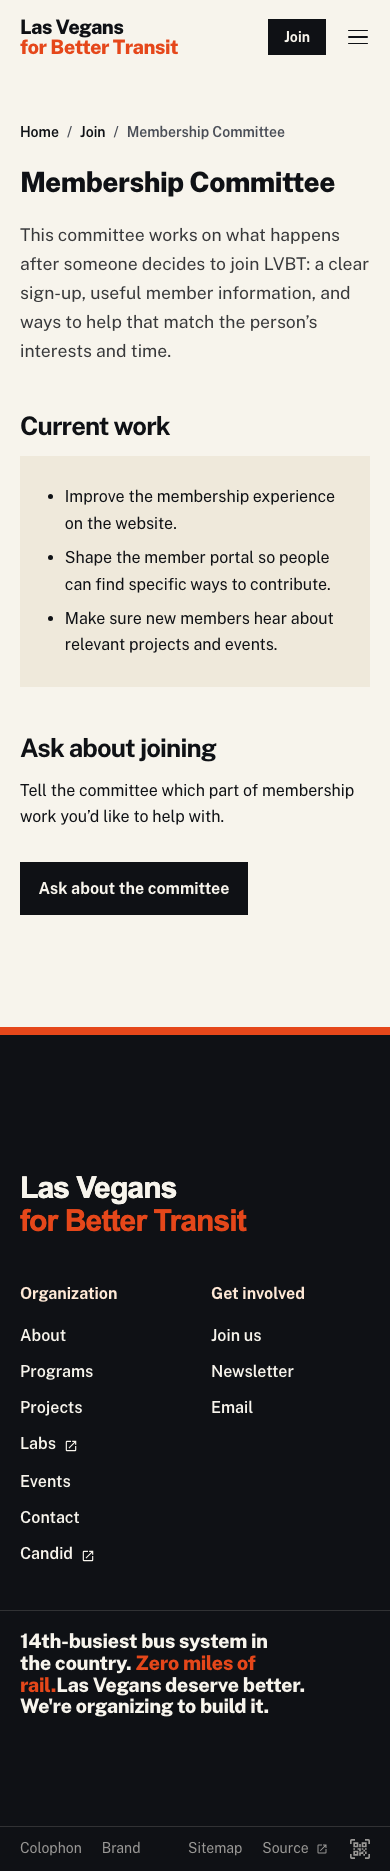 Las Vegans
for Better Transit
Join
Home / Join / Membership Committee
Membership Committee
This committee works on what happens
after someone decides to join LVBT: a clear
sign-up, useful member information, and
ways to help that match the person’s
interests and time.
Current work
• Improve the membership experience
on the website.
• Shape the member portal so people
can find specific ways to contribute.
• Make sure new members hear about
relevant projects and events.
Ask about joining
Tell the committee which part of membership
work you’d like to help with.
Ask about the committee
Las Vegans
for Better Transit
Organization
About
Programs
Projects
Labs
Events
Contact
Candid
Get involved
Join us
Newsletter
Email
14th-busiest bus system in
the country. Zero miles of
rail.Las Vegans deserve better.
We're organizing to build it.
Colophon Brand Sitemap Source